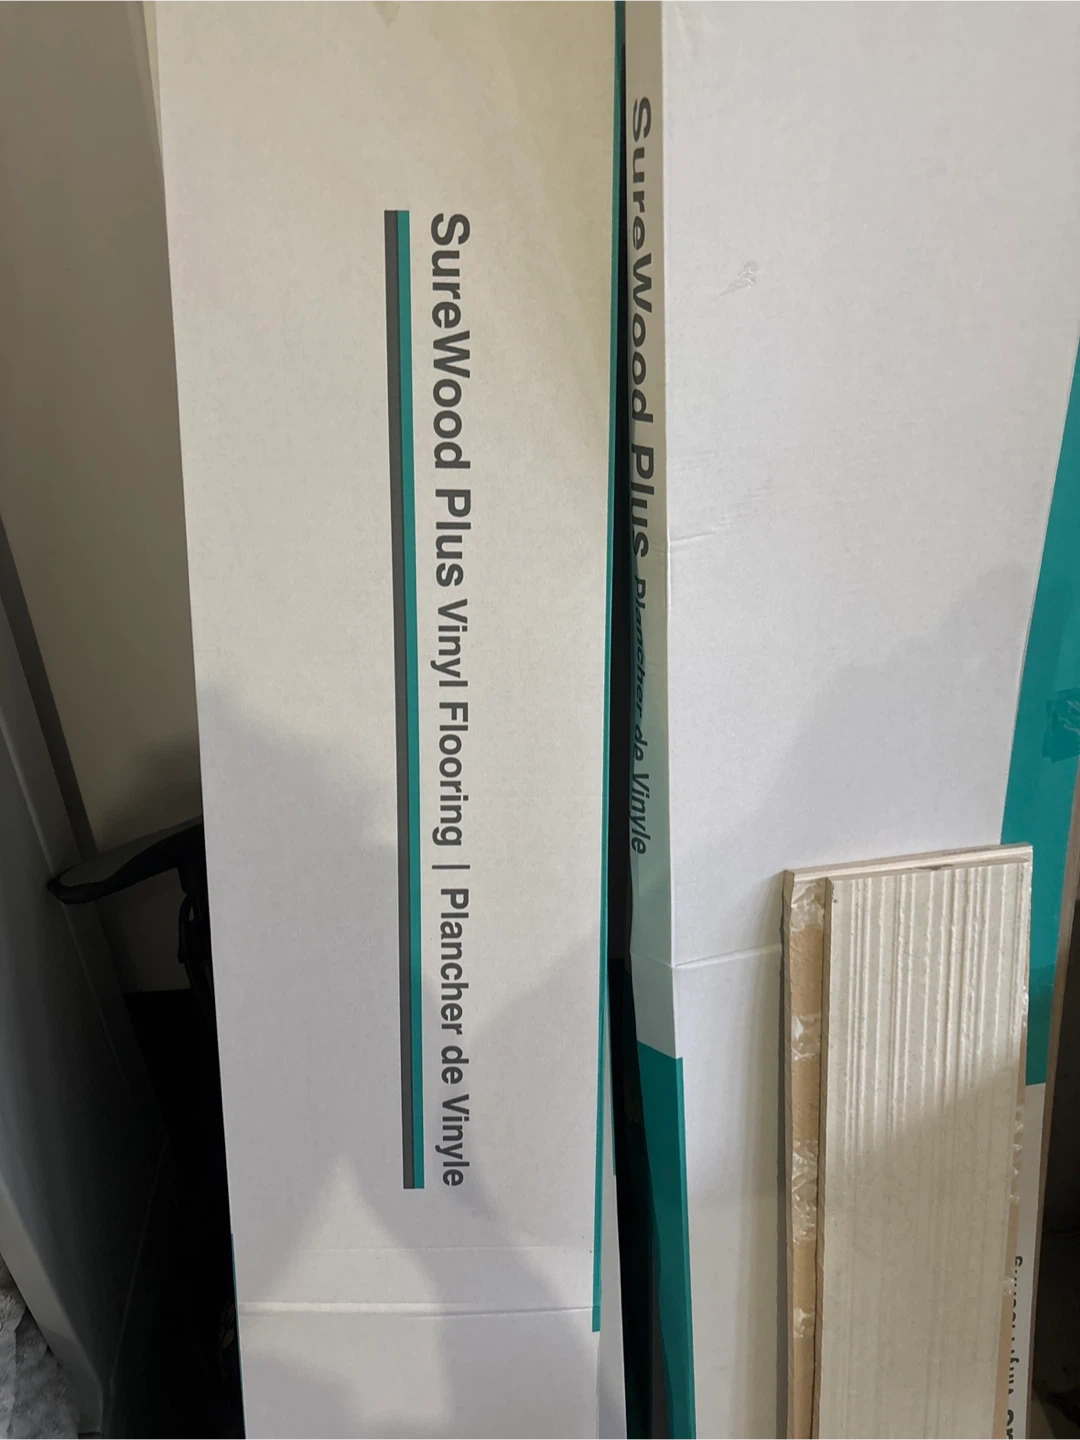 SureWood Plus Vinyl Flooring | Plancher de Vinyle
SureWood Plus Plancher de Vinyle